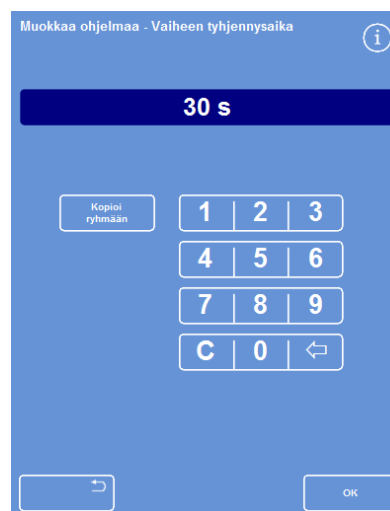 Muokkaa ohjelmaa - Vaiheen tyhjennysaika
i
30 s
Kopioi
ryhmään
1 2 3
4 5 6
7 8 9
C 0
OK